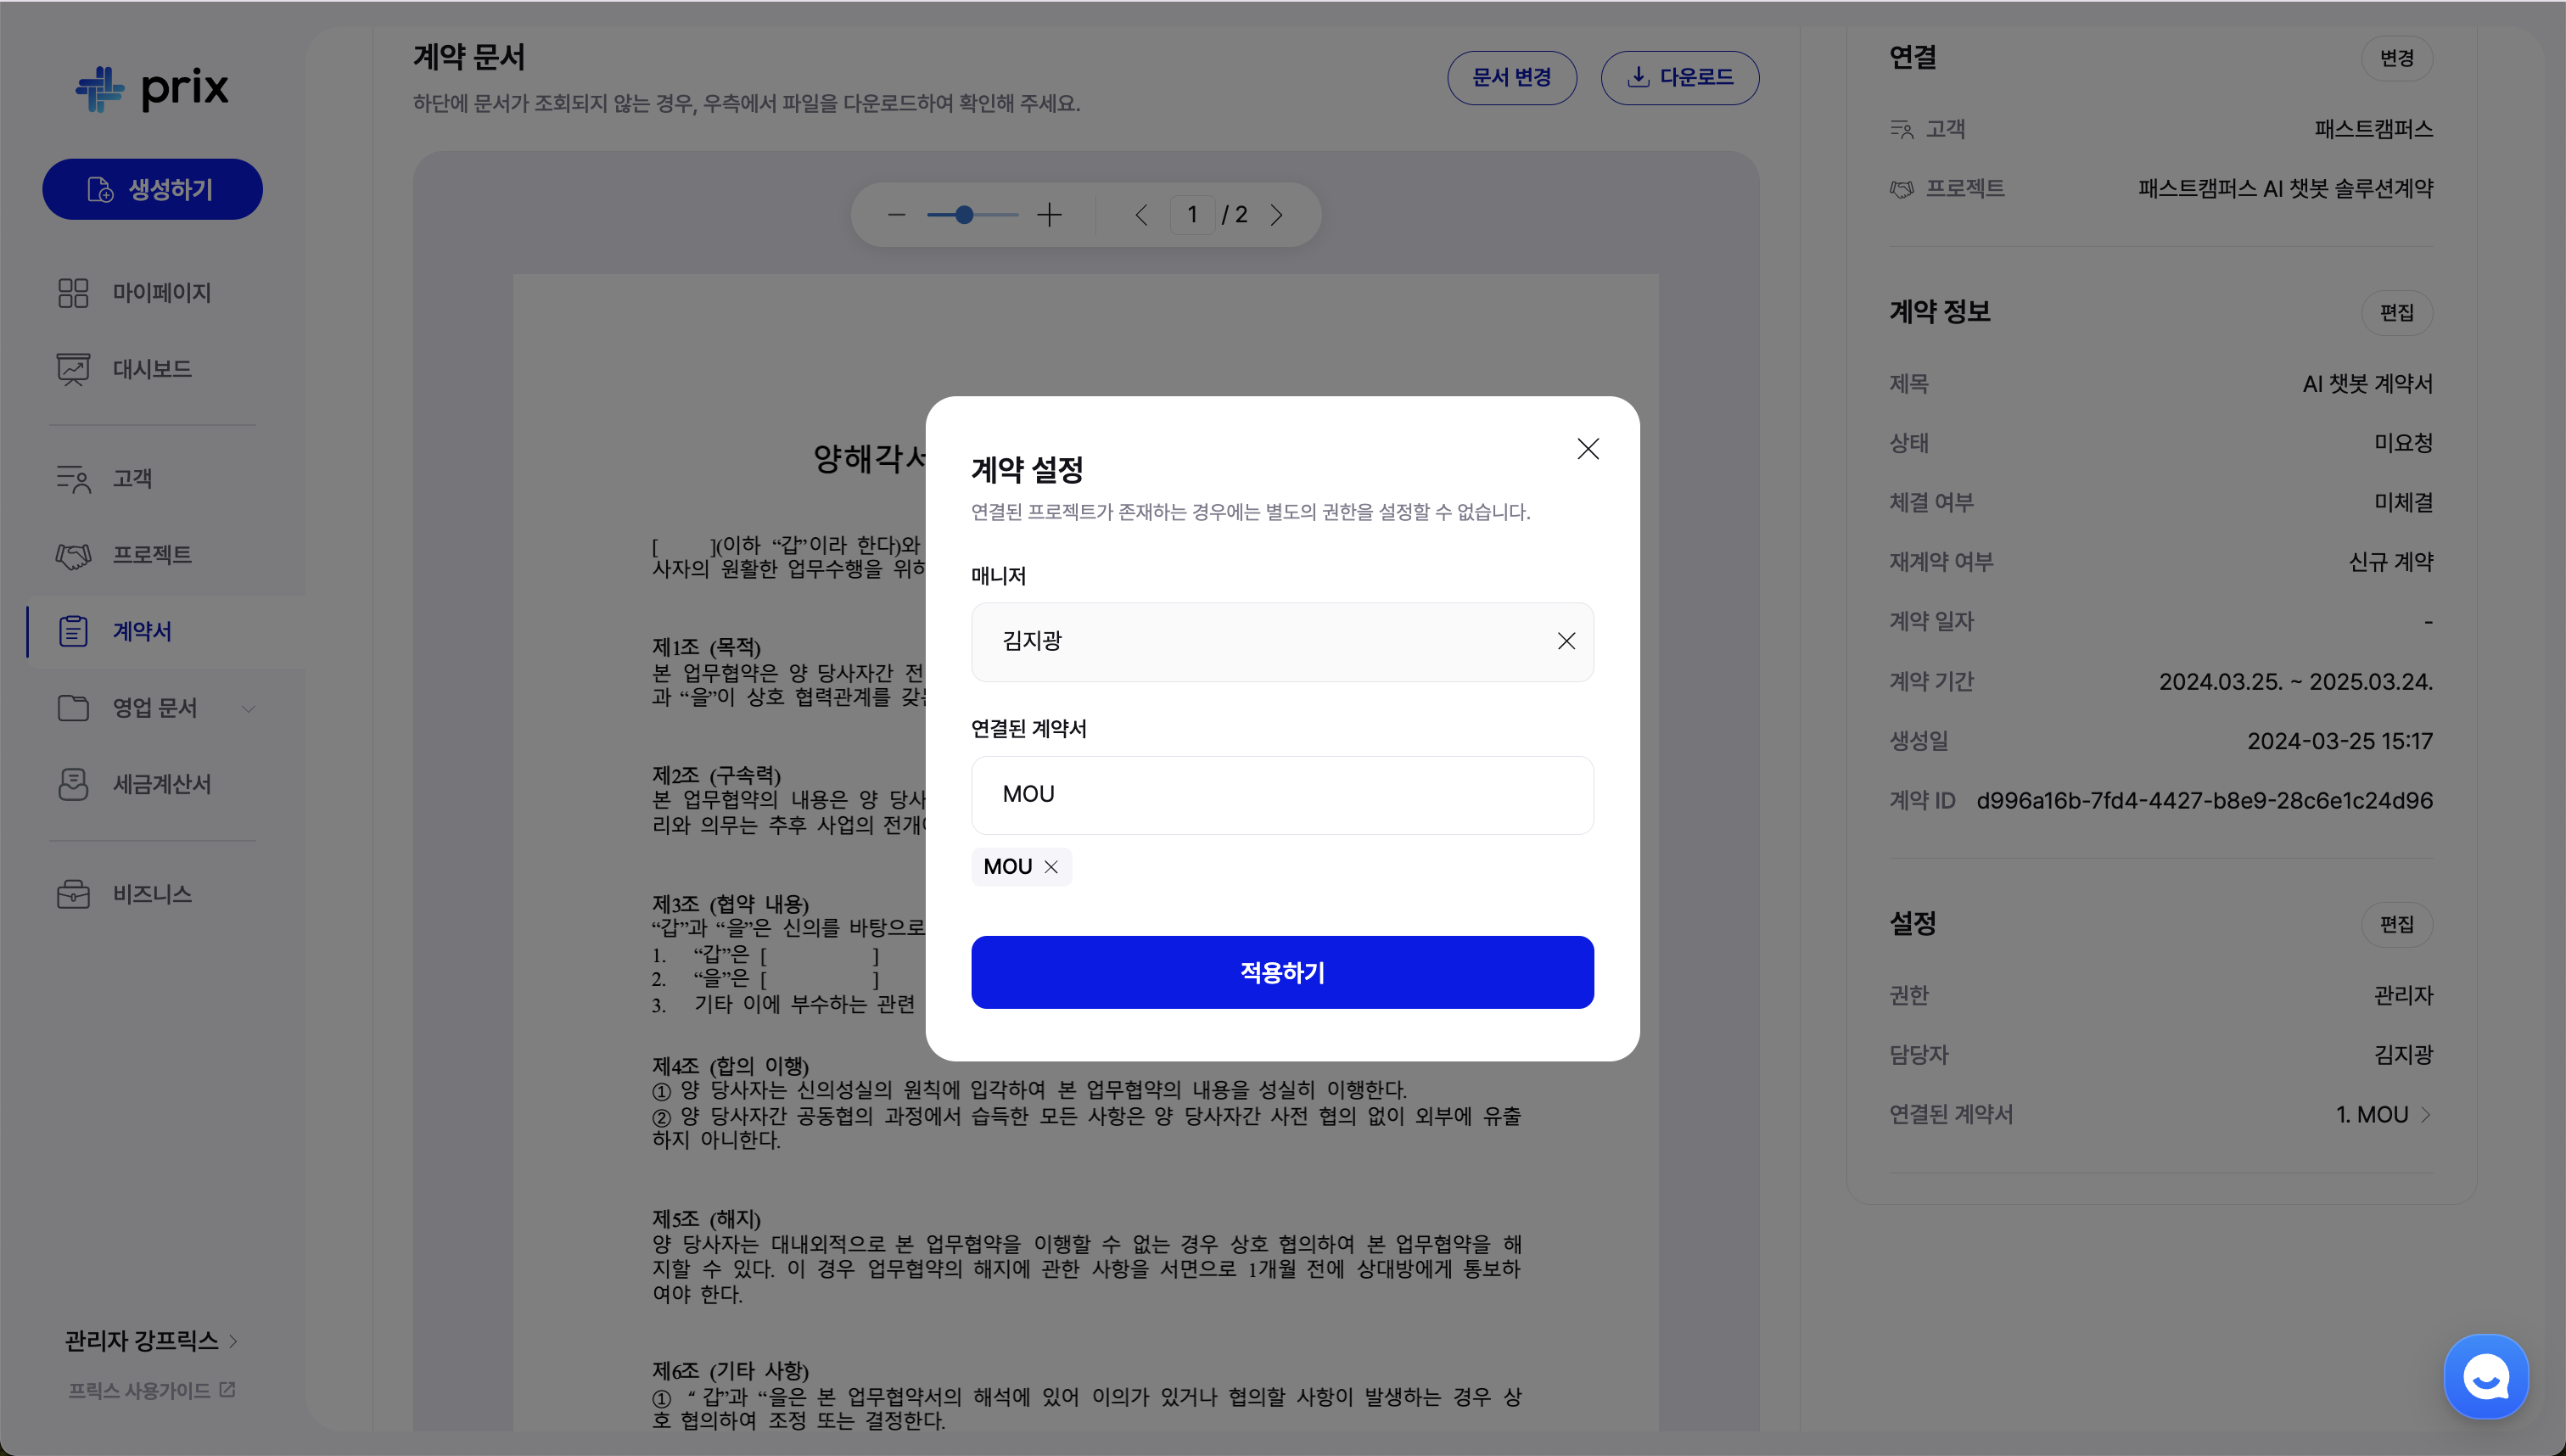 prix
생성하기
마이페이지
대시보드
고객
프로젝트
계약서
영업 문서
세금계산서
비즈니스
관리자 강프릭스
프릭스 사용가이드
계약 문서
하단에 문서가 조회되지 않는 경우, 우측에서 파일을 다운로드하여 확인해 주세요.
문서 변경
다운로드
1 / 2
양해각서
[ ](이하 “갑”이라 한다)와
사자의 원활한 업무수행을 위하
제1조 (목적)
본 업무협약은 양 당사자간 전
과 “을”이 상호 협력관계를 갖는
제2조 (구속력)
본 업무협약의 내용은 양 당사
리와 의무는 추후 사업의 전개
제3조 (협약 내용)
“갑”과 “을”은 신의를 바탕으로
1. “갑”은 [ ]
2. “을”은 [ ]
3. 기타 이에 부수하는 관련
제4조 (합의 이행)
① 양 당사자는 신의성실의 원칙에 입각하여 본 업무협약의 내용을 성실히 이행한다.
② 양 당사자간 공동협의 과정에서 습득한 모든 사항은 양 당사자간 사전 협의 없이 외부에 유출
하지 아니한다.
제5조 (해지)
양 당사자는 대내외적으로 본 업무협약을 이행할 수 없는 경우 상호 협의하여 본 업무협약을 해
지할 수 있다. 이 경우 업무협약의 해지에 관한 사항을 서면으로 1개월 전에 상대방에게 통보하
여야 한다.
제6조 (기타 사항)
① “ 갑”과 “을은 본 업무협약서의 해석에 있어 이의가 있거나 협의할 사항이 발생하는 경우 상
호 협의하여 조정 또는 결정한다.
계약 설정
연결된 프로젝트가 존재하는 경우에는 별도의 권한을 설정할 수 없습니다.
매니저
김지광
연결된 계약서
MOU
MOU
적용하기
연결
변경
고객 패스트캠퍼스
프로젝트 패스트캠퍼스 AI 챗봇 솔루션계약
계약 정보
편집
제목 AI 챗봇 계약서
상태 미요청
체결 여부 미체결
재계약 여부 신규 계약
계약 일자 -
계약 기간 2024.03.25. ~ 2025.03.24.
생성일 2024-03-25 15:17
계약 ID d996a16b-7fd4-4427-b8e9-28c6e1c24d96
설정
편집
권한 관리자
담당자 김지광
연결된 계약서 1. MOU